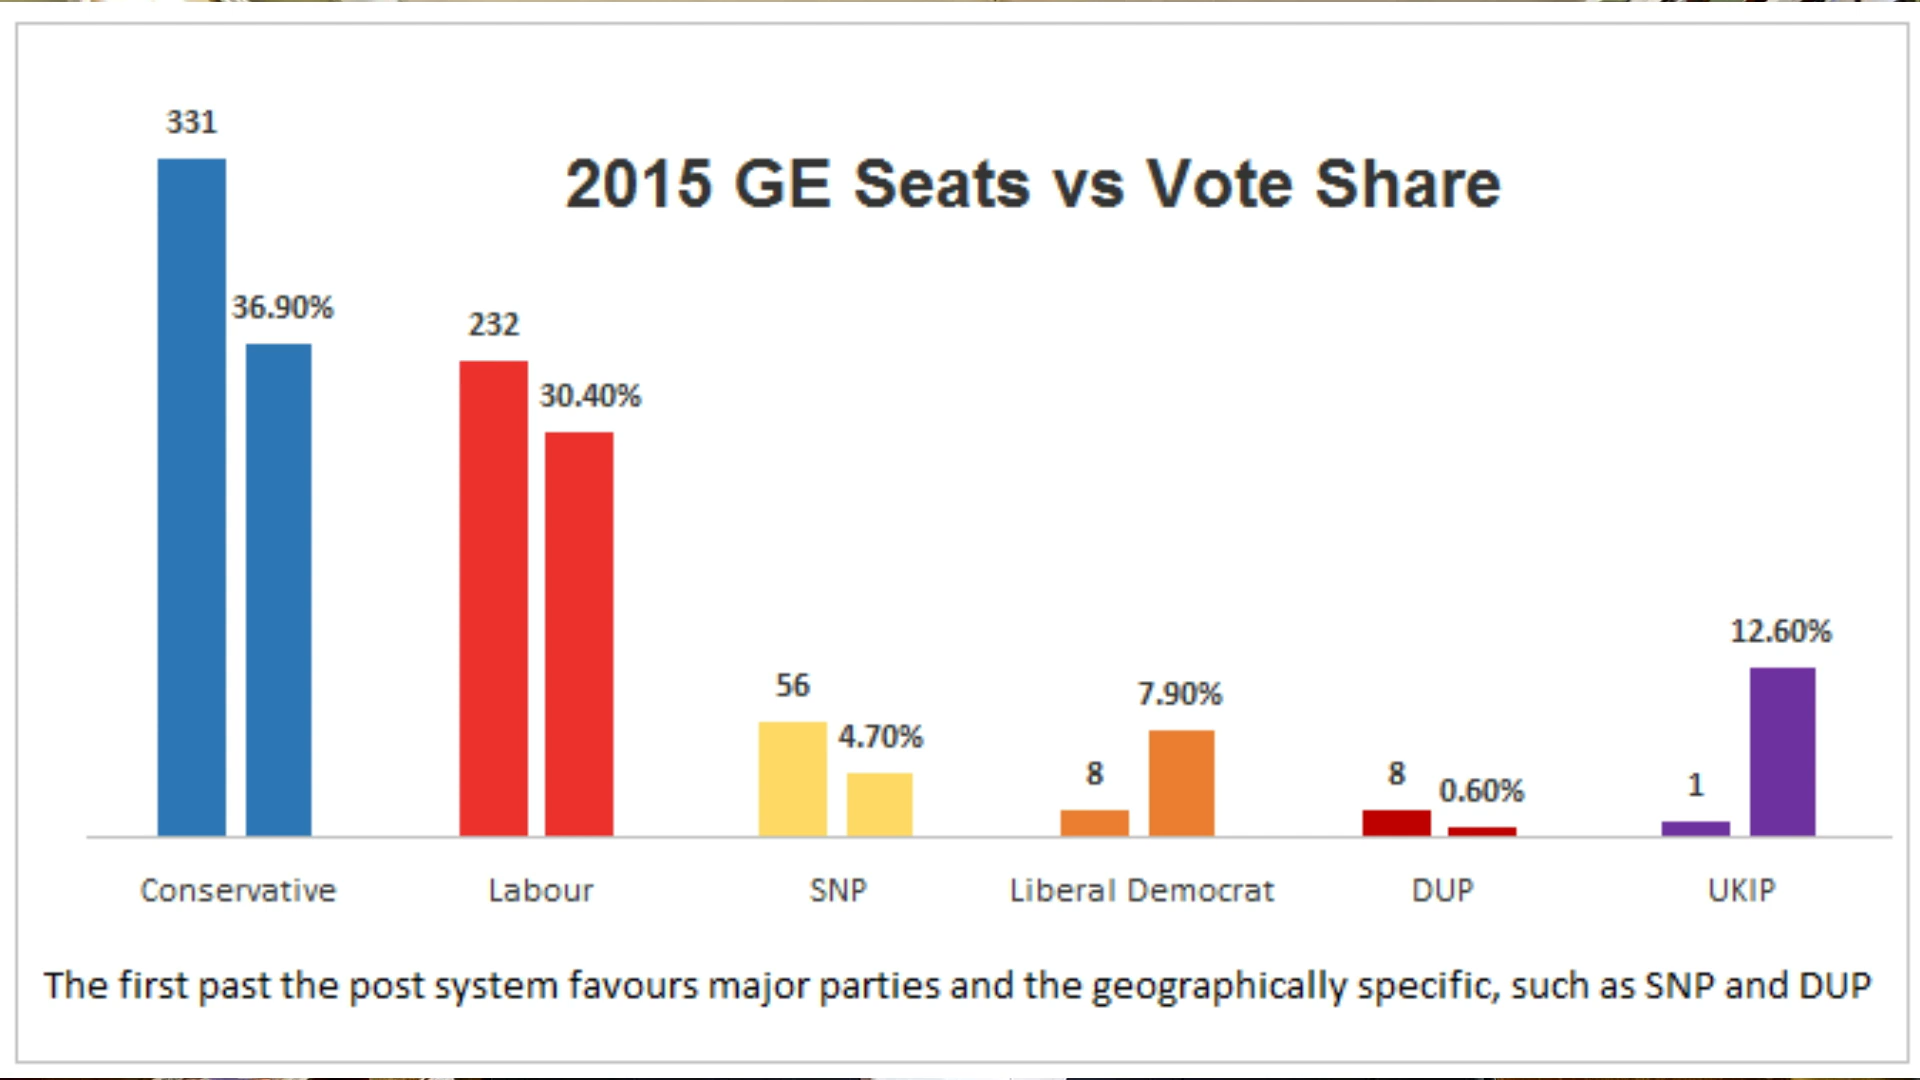 2015 GE Seats vs Vote Share
331
36.90%
232
30.40%
56
4.70%
8
7.90%
8
0.60%
1
12.60%
Conservative
Labour
SNP
Liberal Democrat
DUP
UKIP
The first past the post system favours major parties and the geographically specific, such as SNP and DUP